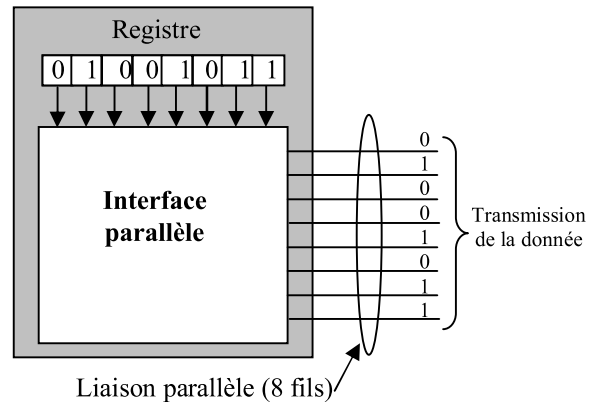 Registre
0 1 0 0 1 0 1 1
Interface
parallèle
0
1
0
0
1
0
1
1
Transmission
de la donnée
Liaison parallèle (8 fils)